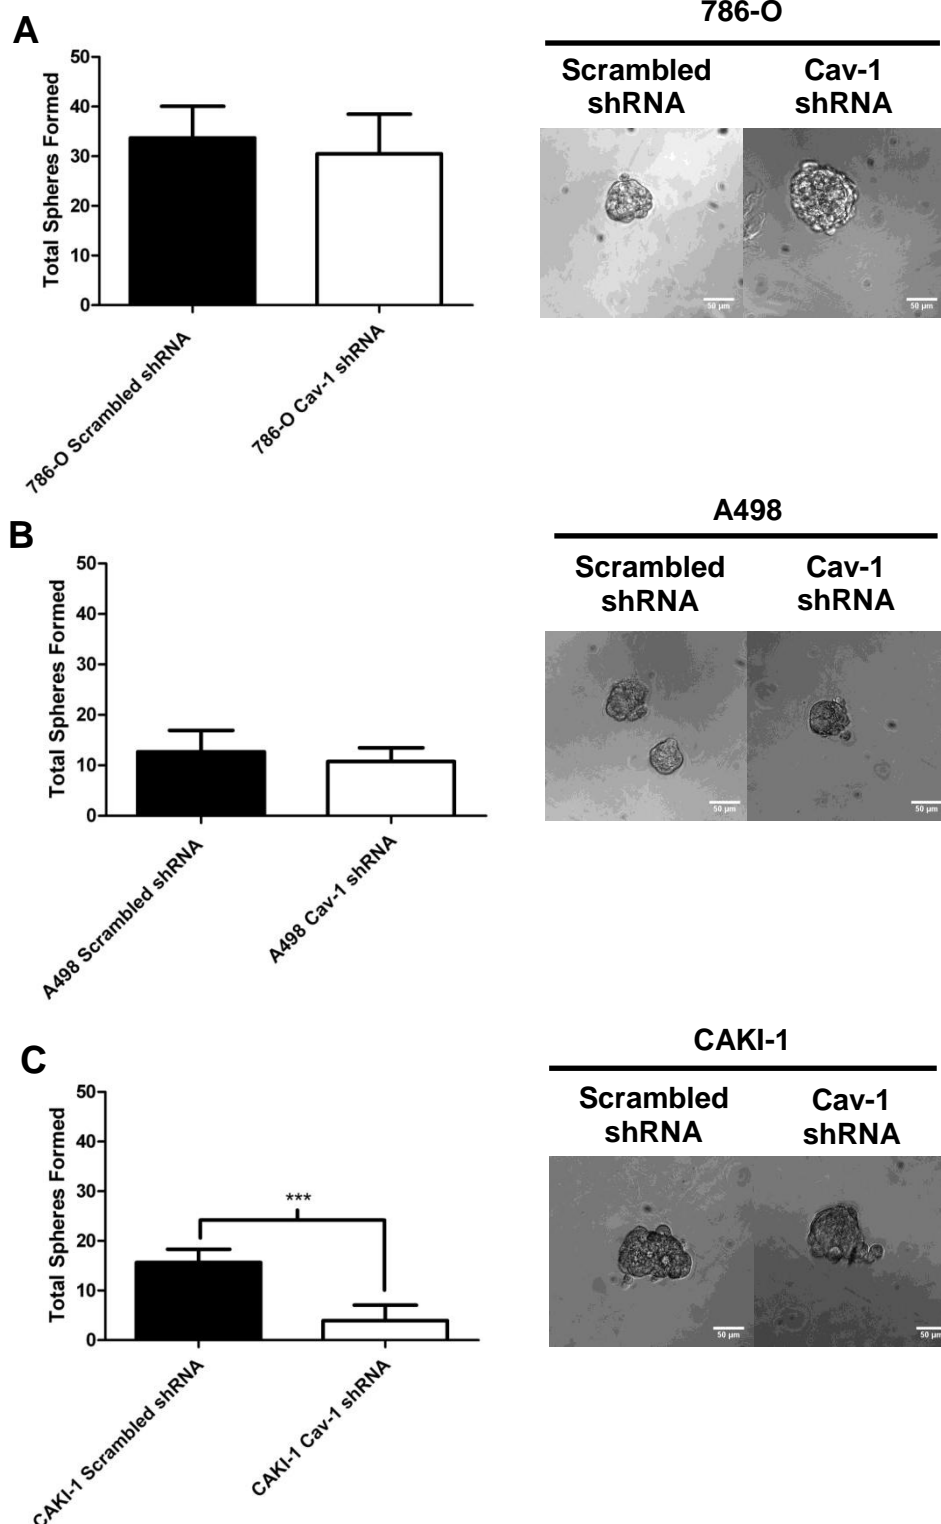 A
786-O
Scrambled
shRNA
Cav-1
shRNA
Total Spheres Formed
50
40
30
20
10
0
786-O Scrambled shRNA
786-O Cav-1 shRNA
50 µm
50 µm
B
A498
Scrambled
shRNA
Cav-1
shRNA
Total Spheres Formed
50
40
30
20
10
0
A498 Scrambled shRNA
A498 Cav-1 shRNA
50 µm
50 µm
C
CAKI-1
Scrambled
shRNA
Cav-1
shRNA
Total Spheres Formed
50
40
30
20
10
0
***
CAKI-1 Scrambled shRNA
CAKI-1 Cav-1 shRNA
50 µm
50 µm